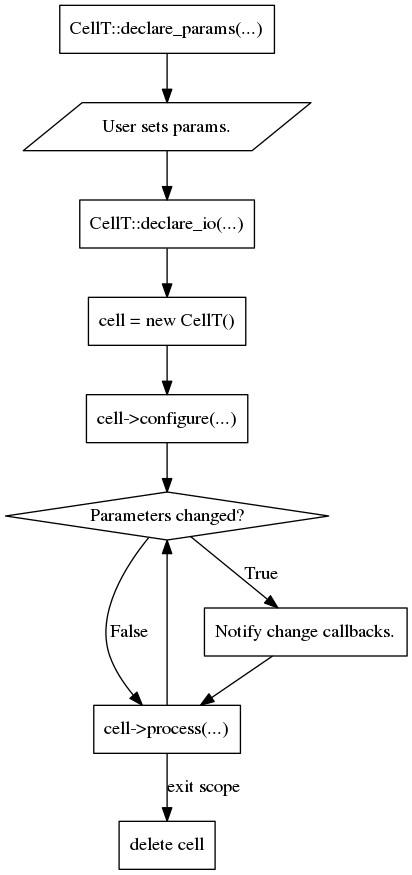 CellT::declare_params(...)
User sets params.
CellT::declare_io(...)
cell = new CellT()
cell->configure(...)
Parameters changed?
True
False
Notify change callbacks.
cell->process(...)
exit scope
delete cell